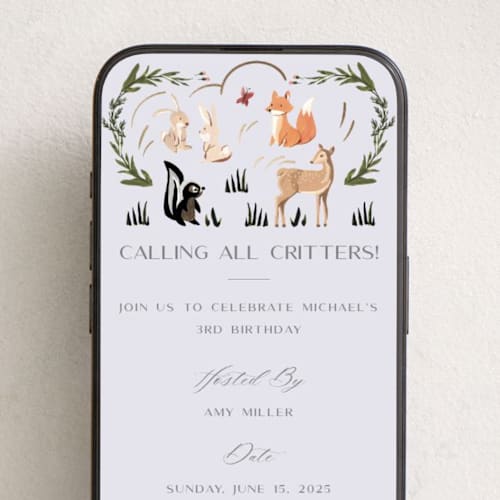 CALLING ALL CRITTERS!
JOIN US TO CELEBRATE MICHAEL'S
3RD BIRTHDAY
Hosted By
AMY MILLER
Date
SUNDAY, JUNE 15, 2025